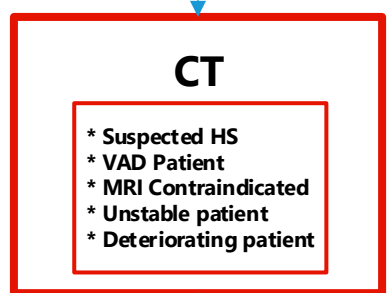 CT
* Suspected HS
* VAD Patient
* MRI Contraindicated
* Unstable patient
* Deteriorating patient